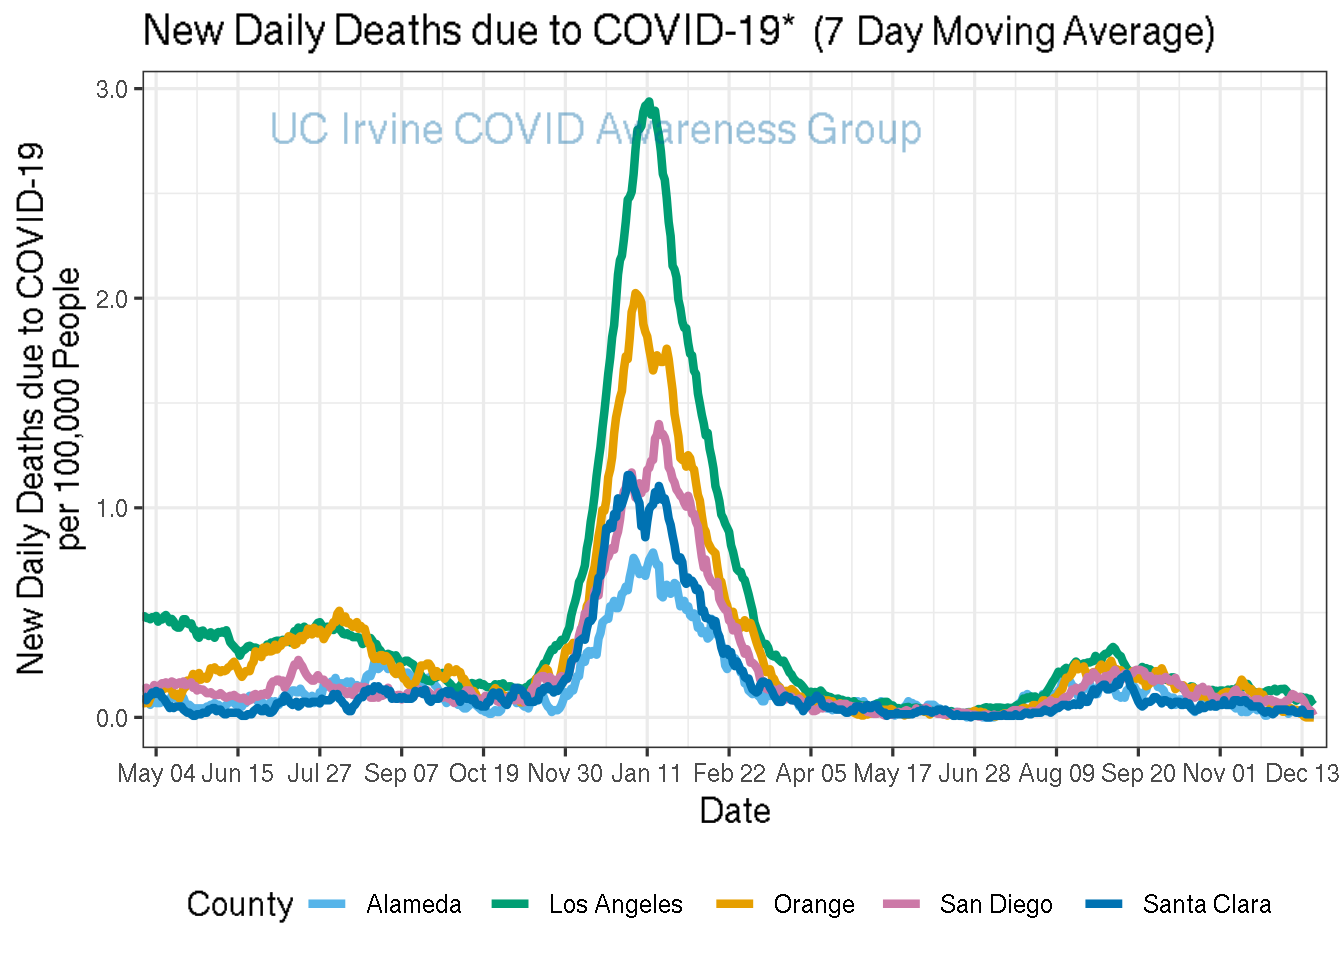 New Daily Deaths due to COVID-19* (7 Day Moving Average)
UC Irvine COVID Awareness Group
New Daily Deaths due to COVID-19
per 100,000 People
3.0
2.0
1.0
0.0
May 04 Jun 15 Jul 27 Sep 07 Oct 19 Nov 30 Jan 11 Feb 22 Apr 05 May 17 Jun 28 Aug 09 Sep 20 Nov 01 Dec 13
Date
County Alameda Los Angeles Orange San Diego Santa Clara